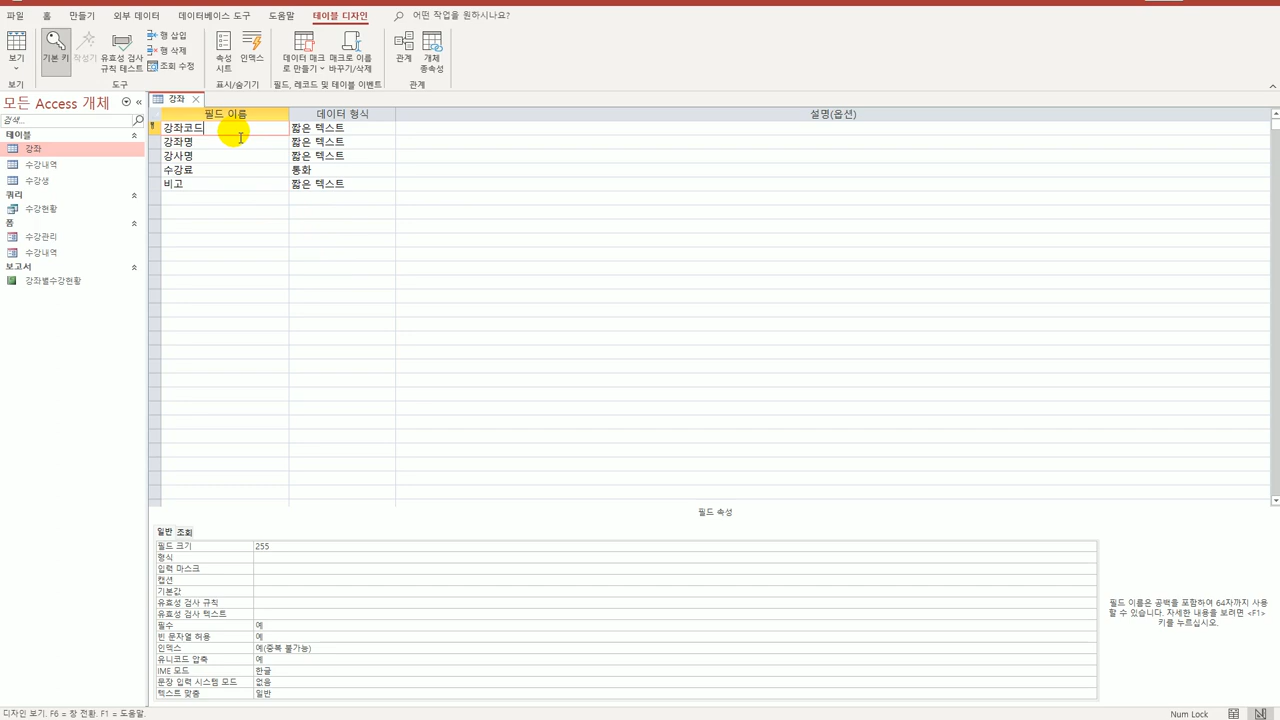 파일 홈 만들기 외부 데이터 데이터베이스 도구 도움말 테이블 디자인 어떤 작업을 원하시나요?
보기 기본 키 작성기 유효성 검사 규칙 테스트 행 삽입 행 삭제 조회 수정 속성 시트 인덱스 데이터 매크로 만들기 매크로 이름 바꾸기/삭제 관계 개체 종속성
보기 도구 표시/숨기기 필드, 레코드 및 테이블 이벤트 관계
모든 Access 개체 «
검색...
테이블
강좌
수강내역
수강생
쿼리
수강현황
폼
수강관리
수강내역
보고서
강좌별수강현황
강좌
필드 이름 데이터 형식 설명(옵션)
강좌코드 짧은 텍스트
강좌명 짧은 텍스트
강사명 짧은 텍스트
수강료 통화
비고 짧은 텍스트
필드 속성
일반 조회
필드 크기 255
형식
입력 마스크
캡션
기본값
유효성 검사 규칙
유효성 검사 텍스트
필수 예
빈 문자열 허용 예
인덱스 예(중복 불가능)
유니코드 압축 예
IME 모드 한글
문장 입력 시스템 모드 없음
텍스트 맞춤 일반
필드 이름은 공백을 포함하여 64자까지 사용
할 수 있습니다. 자세한 내용을 보려면 <F1>
키를 누르십시오.
디자인 보기. F6 = 창 전환. F1 = 도움말. Num Lock